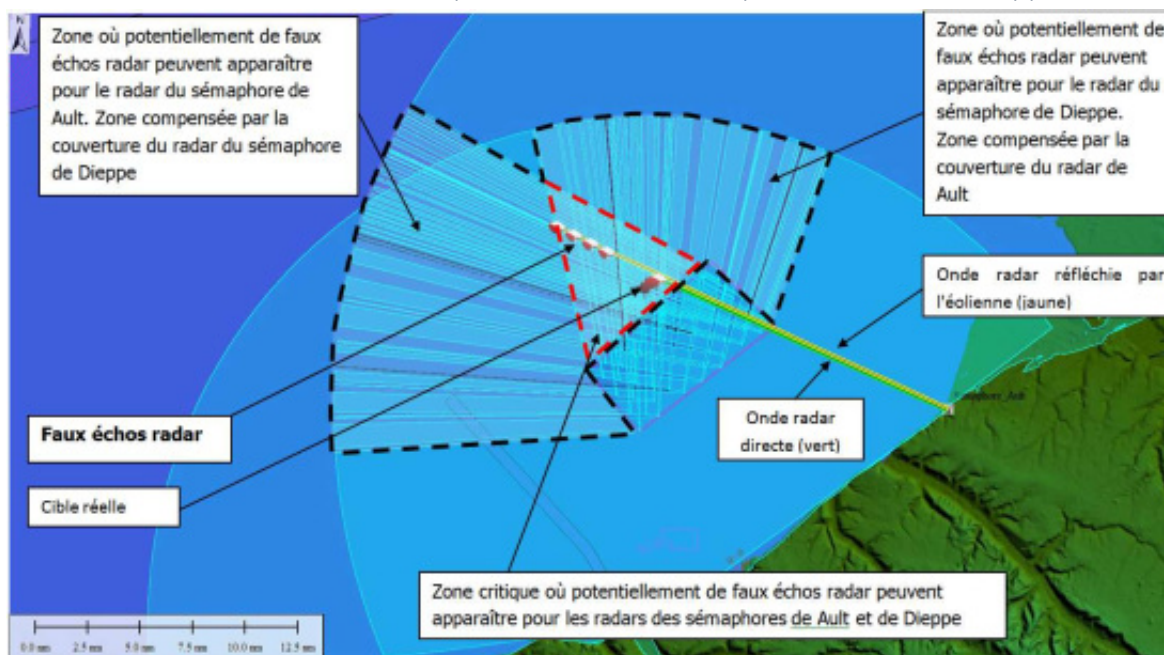 N
Zone où potentiellement de faux
échos radar peuvent apparaître
pour le radar du sémaphore de
Ault. Zone compensée par la
couverture du radar du sémaphore
de Dieppe
Zone où potentiellement de
faux échos radar peuvent
apparaître pour le radar du
sémaphore de Dieppe.
Zone compensée par la
couverture du radar de
Ault
Onde radar réfléchie par
l'éolienne (jaune)
Faux échos radar
Onde radar
directe (vert)
Cible réelle
Zone critique où potentiellement de faux échos radar peuvent
apparaître pour les radars des sémaphores de Ault et de Dieppe
0.0 nm 2.5 nm 5.0 nm 7.5 nm 10.0 nm 12.5 nm